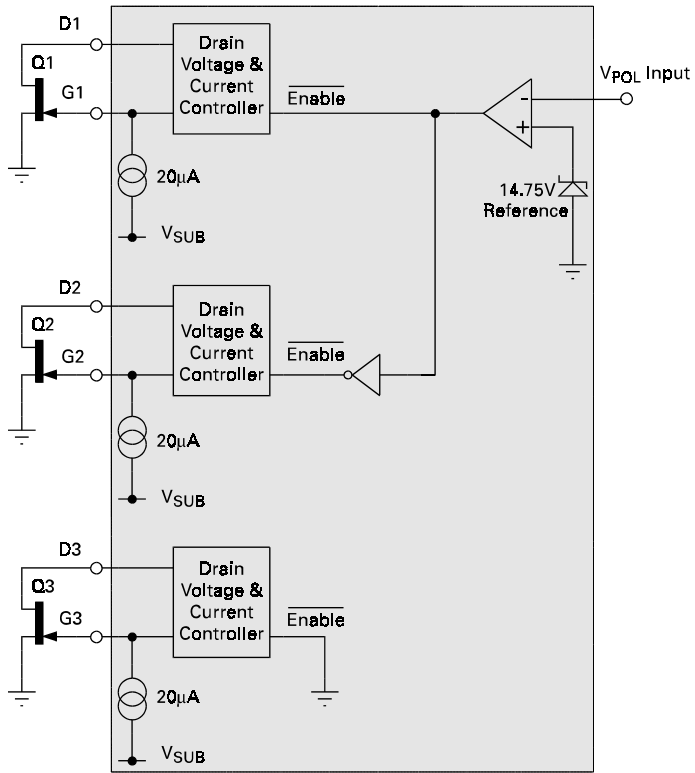 D1
Q1
G1
Drain
Voltage &
Current
Controller
Enable
-
+
VPOL Input
14.75V
Reference
20μA
VSUB
D2
Q2
G2
Drain
Voltage &
Current
Controller
Enable
20μA
VSUB
D3
Q3
G3
Drain
Voltage &
Current
Controller
Enable
20μA
VSUB